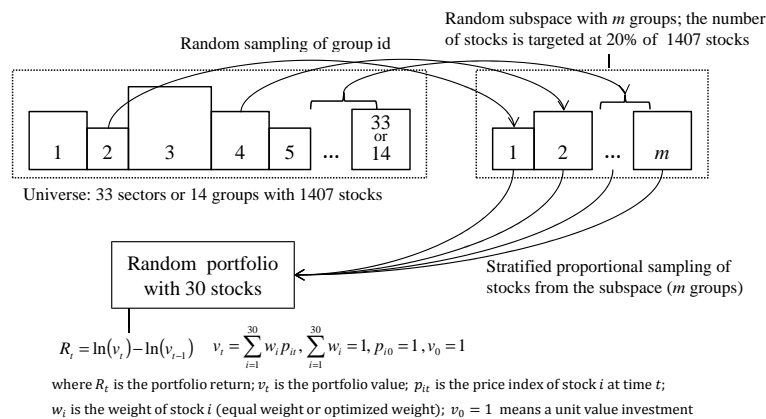 Random subspace with m groups; the number
of stocks is targeted at 20% of 1407 stocks
Random sampling of group id
1 2 3 4 5 ... 33 or 14
1 2 ... m
Universe: 33 sectors or 14 groups with 1407 stocks
Random portfolio
with 30 stocks
Stratified proportional sampling of
stocks from the subspace (m groups)
R_t = ln(v_t) − ln(v_{t−1})   v_t = ∑_{i=1}^{30} w_i p_{it}, ∑_{i=1}^{30} w_i = 1, p_{i0} = 1, v_0 = 1
where R_t is the portfolio return; v_t is the portfolio value; p_{it} is the price index of stock i at time t;
w_i is the weight of stock i (equal weight or optimized weight); v_0 = 1 means a unit value investment